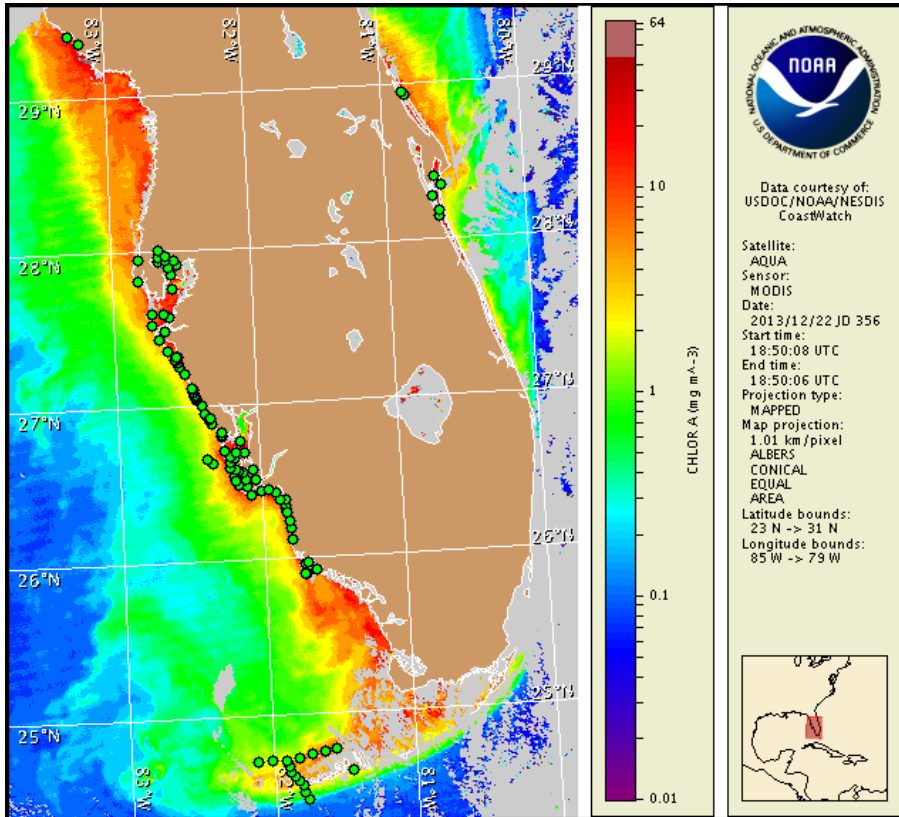 83°W
82°W
81°W
80°W
29°N
29°N
28°N
28°N
27°N
27°N
26°N
26°N
25°N
25°N
83°W
82°W
81°W
64
10
1
0.1
0.01
CHLOR A (mg m^-3)
NATIONAL OCEANIC AND ATMOSPHERIC ADMINISTRATION
NOAA
U.S. DEPARTMENT OF COMMERCE
Data courtesy of:
USDOC/NOAA/NESDIS
CoastWatch
Satellite:
AQUA
Sensor:
MODIS
Date:
2013/12/22 JD 356
Start time:
18:50:08 UTC
End time:
18:50:06 UTC
Projection type:
MAPPED
Map projection:
1.01 km/pixel
ALBERS
CONICAL
EQUAL
AREA
Latitude bounds:
23 N -> 31 N
Longitude bounds:
85 W -> 79 W